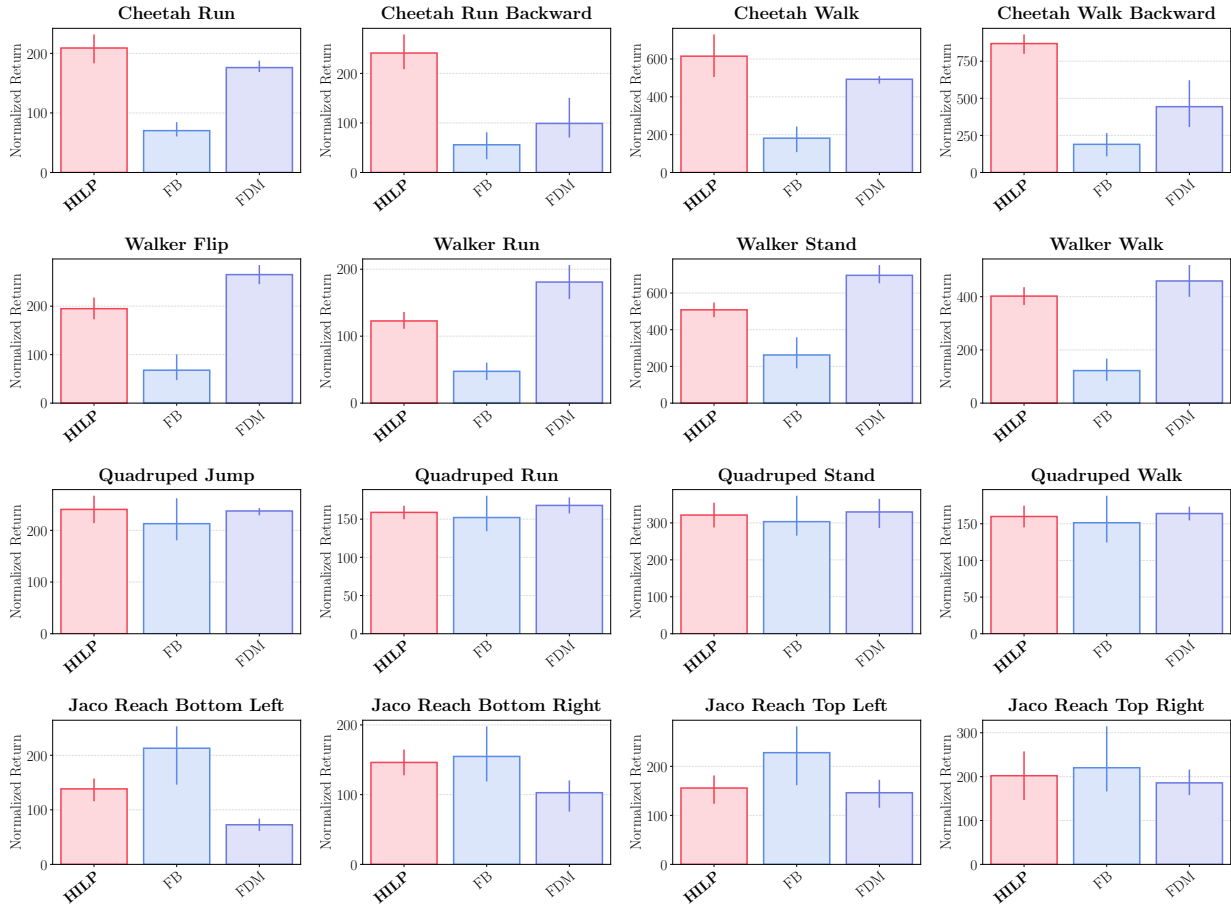 Cheetah Run
Normalized Return
200
100
0
HILP
FB
FDM
Cheetah Run Backward
Normalized Return
200
100
0
HILP
FB
FDM
Cheetah Walk
Normalized Return
600
400
200
0
HILP
FB
FDM
Cheetah Walk Backward
Normalized Return
750
500
250
0
HILP
FB
FDM
Walker Flip
Normalized Return
200
100
0
HILP
FB
FDM
Walker Run
Normalized Return
200
100
0
HILP
FB
FDM
Walker Stand
Normalized Return
600
400
200
0
HILP
FB
FDM
Walker Walk
Normalized Return
400
200
0
HILP
FB
FDM
Quadruped Jump
Normalized Return
200
100
0
HILP
FB
FDM
Quadruped Run
Normalized Return
150
100
50
0
HILP
FB
FDM
Quadruped Stand
Normalized Return
300
200
100
0
HILP
FB
FDM
Quadruped Walk
Normalized Return
150
100
50
0
HILP
FB
FDM
Jaco Reach Bottom Left
Normalized Return
200
100
0
HILP
FB
FDM
Jaco Reach Bottom Right
Normalized Return
200
100
0
HILP
FB
FDM
Jaco Reach Top Left
Normalized Return
200
100
0
HILP
FB
FDM
Jaco Reach Top Right
Normalized Return
300
200
100
0
HILP
FB
FDM